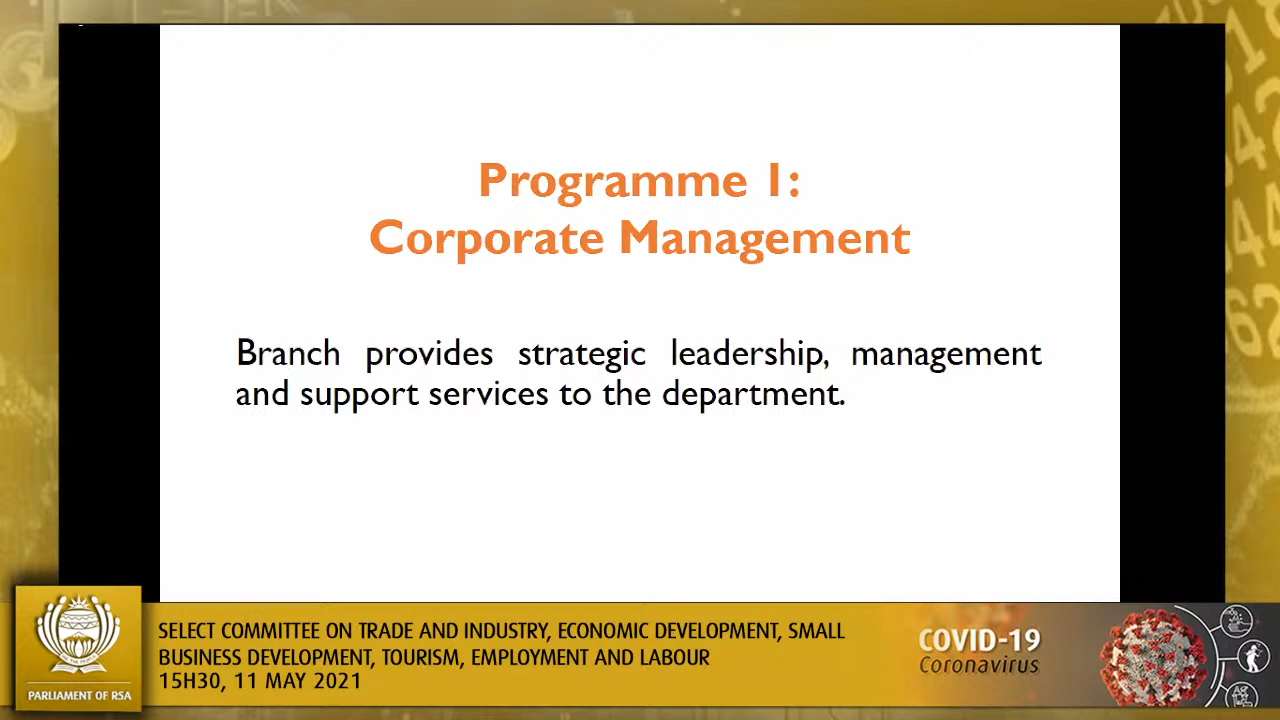 Programme 1:
Corporate Management
Branch provides strategic leadership, management
and support services to the department.
SELECT COMMITTEE ON TRADE AND INDUSTRY, ECONOMIC DEVELOPMENT, SMALL
BUSINESS DEVELOPMENT, TOURISM, EMPLOYMENT AND LABOUR
15H30, 11 MAY 2021
PARLIAMENT OF RSA
COVID-19
Coronavirus